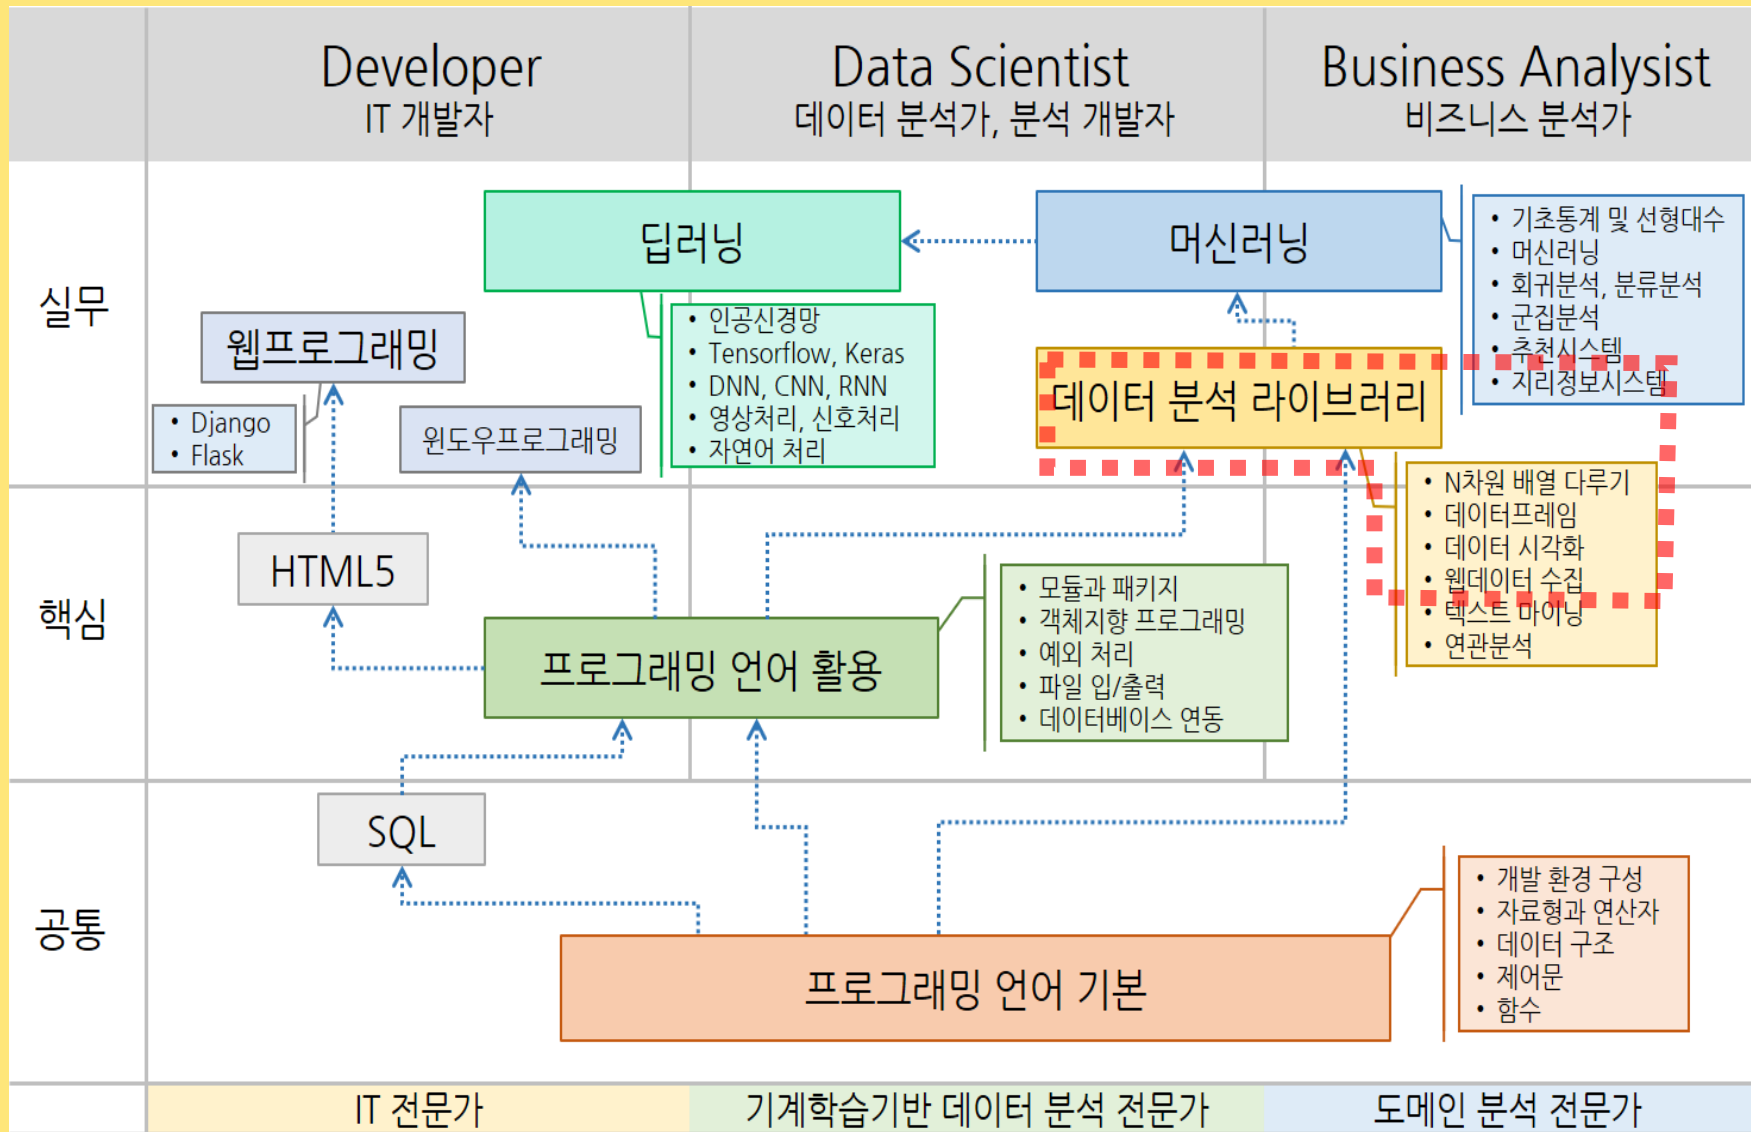 Developer
IT 개발자
Data Scientist
데이터 분석가, 분석 개발자
Business Analysist
비즈니스 분석가
실무
딥러닝
머신러닝
• 기초통계 및 선형대수
• 머신러닝
• 회귀분석, 분류분석
• 군집분석
• 추천시스템
• 지리정보시스템
웹프로그래밍
• Django
• Flask
윈도우프로그래밍
• 인공신경망
• Tensorflow, Keras
• DNN, CNN, RNN
• 영상처리, 신호처리
• 자연어 처리
데이터 분석 라이브러리
• N차원 배열 다루기
• 데이터프레임
• 데이터 시각화
• 웹데이터 수집
• 텍스트 마이닝
• 연관분석
핵심
HTML5
프로그래밍 언어 활용
• 모듈과 패키지
• 객체지향 프로그래밍
• 예외 처리
• 파일 입/출력
• 데이터베이스 연동
공통
SQL
프로그래밍 언어 기본
• 개발 환경 구성
• 자료형과 연산자
• 데이터 구조
• 제어문
• 함수
IT 전문가
기계학습기반 데이터 분석 전문가
도메인 분석 전문가